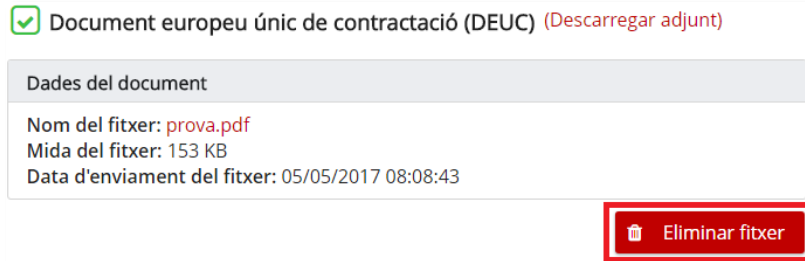 Document europeu únic de contractació (DEUC) (Descarregar adjunt)
Dades del document
Nom del fitxer: prova.pdf
Mida del fitxer: 153 KB
Data d'enviament del fitxer: 05/05/2017 08:08:43
Eliminar fitxer